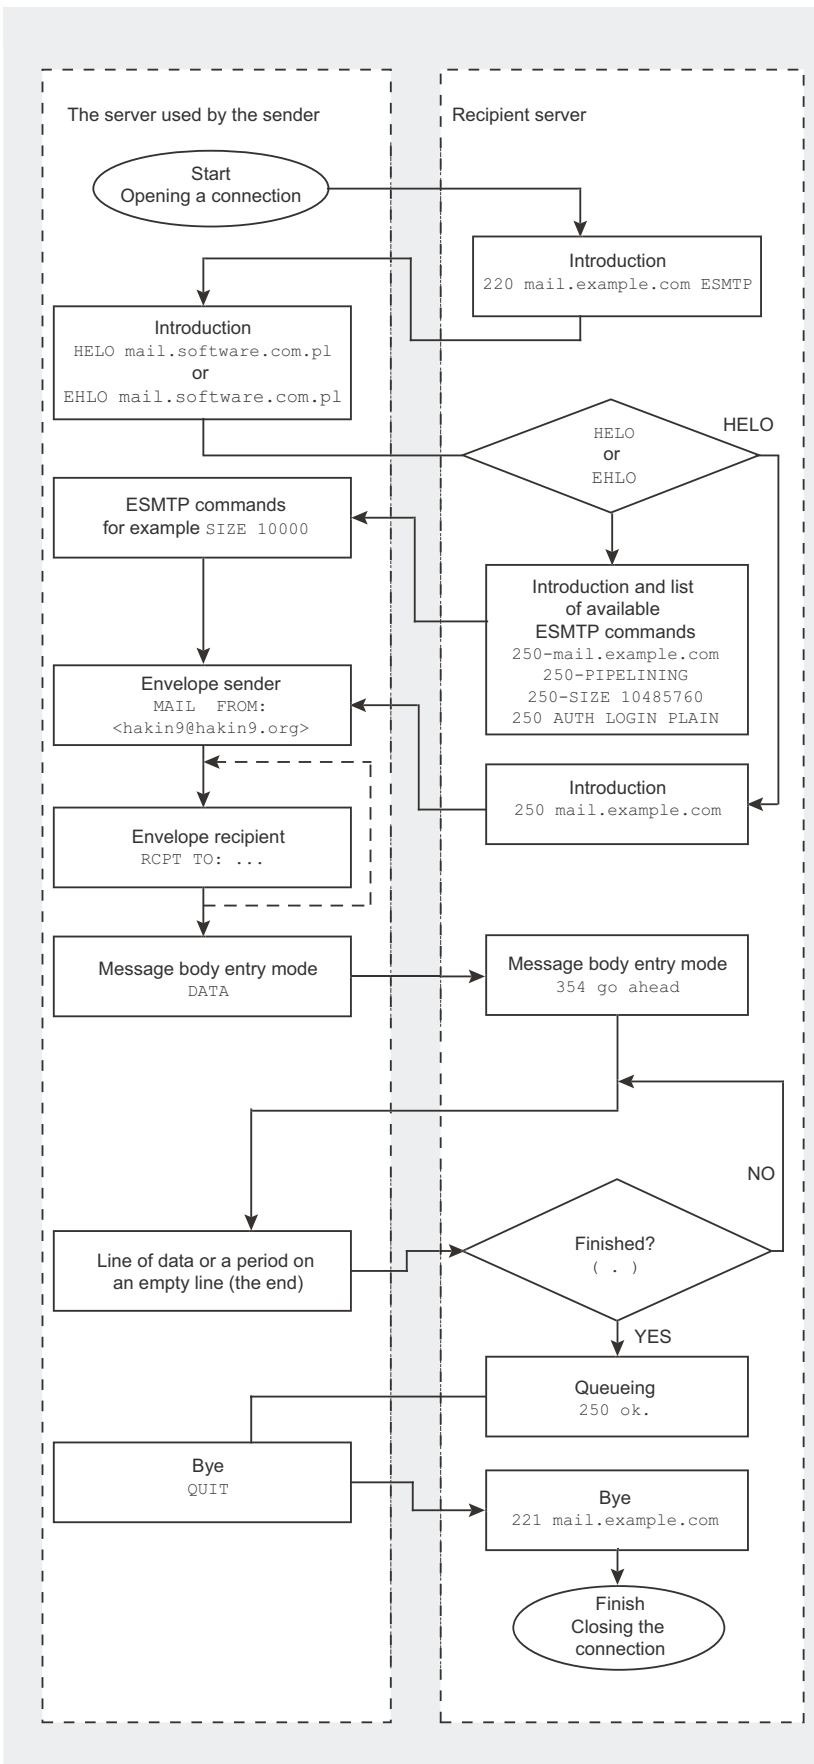 The server used by the sender
Recipient server
Start
Opening a connection
Introduction
220 mail.example.com ESMTP
Introduction
HELO mail.software.com.pl
or
EHLO mail.software.com.pl
HELO
or
EHLO
HELO
ESMTP commands
for example SIZE 10000
Introduction and list
of available
ESMTP commands
250-mail.example.com
250-PIPELINING
250-SIZE 10485760
250 AUTH LOGIN PLAIN
Envelope sender
MAIL FROM:
<hakin9@hakin9.org>
Introduction
250 mail.example.com
Envelope recipient
RCPT TO: ...
Message body entry mode
DATA
Message body entry mode
354 go ahead
NO
Line of data or a period on
an empty line (the end)
Finished?
( . )
YES
Queueing
250 ok.
Bye
QUIT
Bye
221 mail.example.com
Finish
Closing the
connection